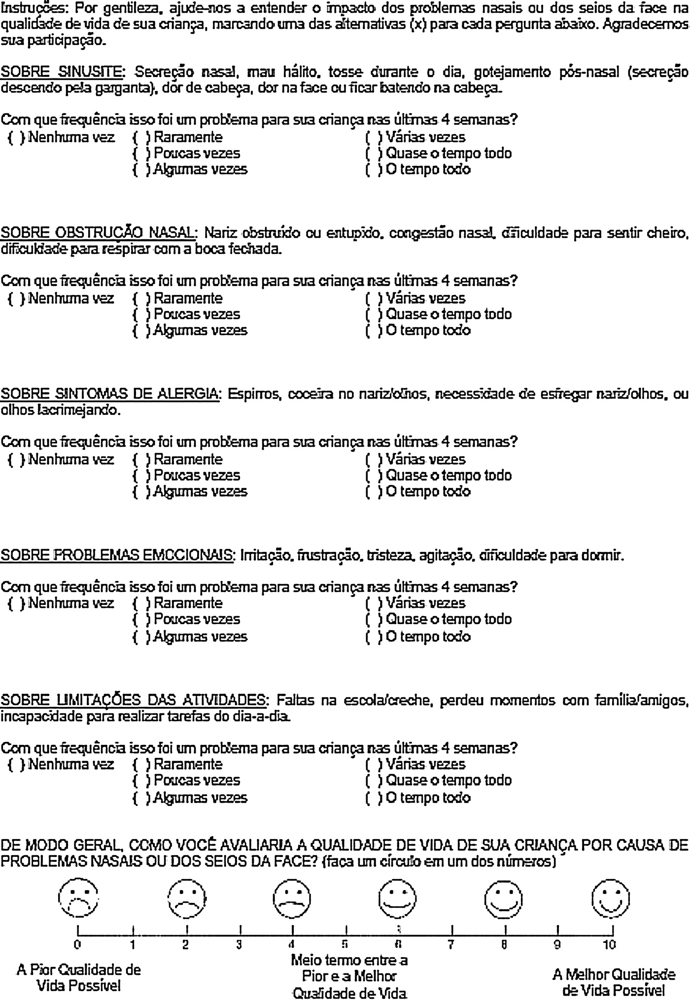 Instruções: Por gentileza, ajude-nos a entender o impacto dos problemas nasais ou dos seios da face na
qualidade de vida de sua criança, marcando uma das alternativas (x) para cada pergunta abaixo. Agradecemos
sua participação.
SOBRE SINUSITE: Secreção nasal, mau hálito, tosse durante o dia, gotejamento pós-nasal (secreção
descendo pela garganta), dor de cabeça, dor na face ou ficar batendo na cabeça.
Com que frequência isso foi um problema para sua criança nas últimas 4 semanas?
( ) Nenhuma vez ( ) Raramente ( ) Várias vezes
( ) Poucas vezes ( ) Quase o tempo todo
( ) Algumas vezes ( ) O tempo todo
SOBRE OBSTRUÇÃO NASAL: Nariz obstruído ou entupido, congestão nasal, dificuldade para sentir cheiro,
dificuldade para respirar com a boca fechada.
Com que frequência isso foi um problema para sua criança nas últimas 4 semanas?
( ) Nenhuma vez ( ) Raramente ( ) Várias vezes
( ) Poucas vezes ( ) Quase o tempo todo
( ) Algumas vezes ( ) O tempo todo
SOBRE SINTOMAS DE ALERGIA: Espirros, coceira no nariz/olhos, necessidade de esfregar nariz/olhos, ou
olhos lacrimejando.
Com que frequência isso foi um problema para sua criança nas últimas 4 semanas?
( ) Nenhuma vez ( ) Raramente ( ) Várias vezes
( ) Poucas vezes ( ) Quase o tempo todo
( ) Algumas vezes ( ) O tempo todo
SOBRE PROBLEMAS EMOCIONAIS: Irritação, frustração, tristeza, agitação, dificuldade para dormir.
Com que frequência isso foi um problema para sua criança nas últimas 4 semanas?
( ) Nenhuma vez ( ) Raramente ( ) Várias vezes
( ) Poucas vezes ( ) Quase o tempo todo
( ) Algumas vezes ( ) O tempo todo
SOBRE LIMITAÇÕES DAS ATIVIDADES: Faltas na escola/creche, perdeu momentos com família/amigos,
incapacidade para realizar tarefas do dia-a-dia.
Com que frequência isso foi um problema para sua criança nas últimas 4 semanas?
( ) Nenhuma vez ( ) Raramente ( ) Várias vezes
( ) Poucas vezes ( ) Quase o tempo todo
( ) Algumas vezes ( ) O tempo todo
DE MODO GERAL, COMO VOCÊ AVALIARIA A QUALIDADE DE VIDA DE SUA CRIANÇA POR CAUSA DE
PROBLEMAS NASAIS OU DOS SEIOS DA FACE? (faça um círculo em um dos números)
0 1 2 3 4 5 6 7 8 9 10
A Pior Qualidade de
Vida Possível
Meio termo entre a
Pior e a Melhor
Qualidade de Vida
A Melhor Qualidade
de Vida Possível